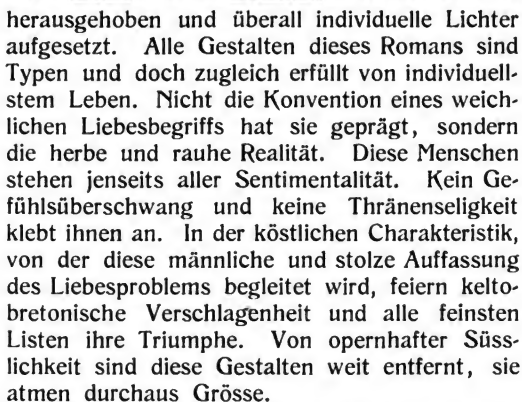 herausgehoben und überall individuelle Lichter
aufgesetzt. Alle Gestalten dieses Romans sind
Typen und doch zugleich erfüllt von individuell-
stem Leben. Nicht die Konvention eines weich-
lichen Liebesbegriffs hat sie geprägt, sondern
die herbe und rauhe Realität. Diese Menschen
stehen jenseits aller Sentimentalität. Kein Ge-
fühlsüberschwang und keine Thränenseligkeit
klebt ihnen an. In der köstlichen Charakteristik,
von der diese männliche und stolze Auffassung
des Liebesproblems begleitet wird, feiern kelto-
bretonische Verschlagenheit und alle feinsten
Listen ihre Triumphe. Von opernhafter Süss-
lichkeit sind diese Gestalten weit entfernt, sie
atmen durchaus Grösse.